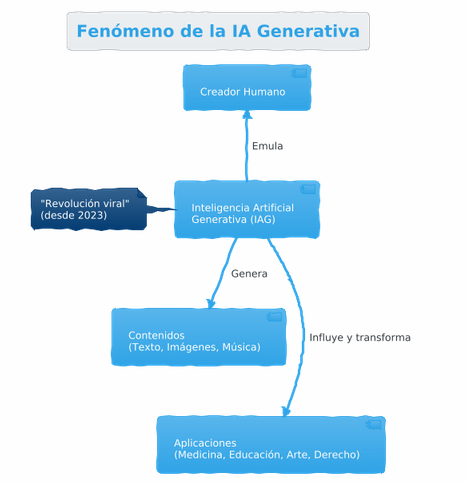 Fenómeno de la IA Generativa
Creador Humano
Emula
"Revolución viral"
(desde 2023)
Inteligencia Artificial
Generativa (IAG)
Genera
Contenidos
(Texto, Imágenes, Música)
Influye y transforma
Aplicaciones
(Medicina, Educación, Arte, Derecho)